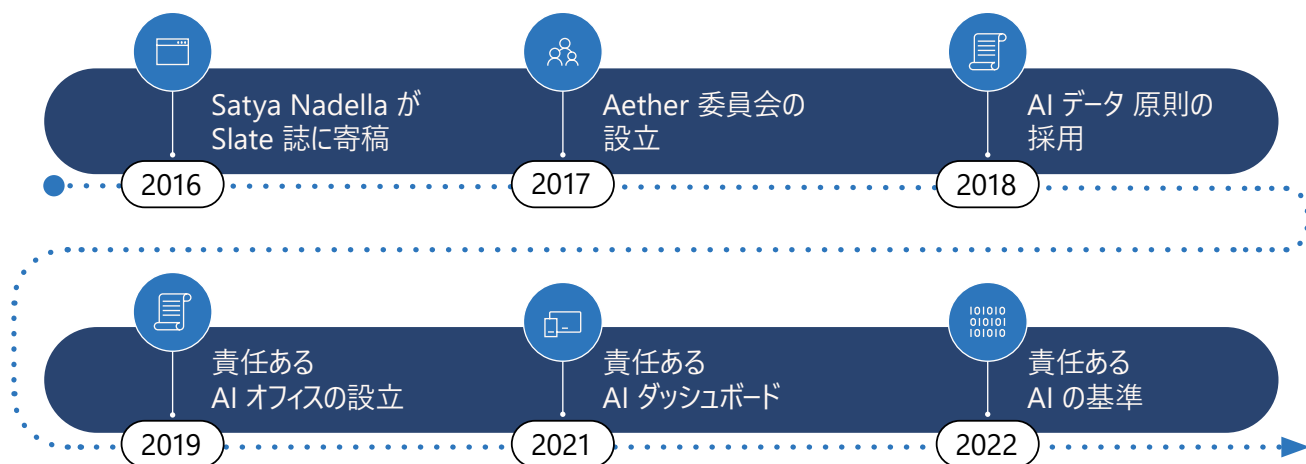 Satya Nadella が
Slate 誌に寄稿
2016
Aether 委員会の
設立
2017
AI データ 原則の
採用
2018
責任ある
AI オフィスの設立
2019
責任ある
AI ダッシュボード
2021
101010
010101
101010
責任ある
AI の基準
2022